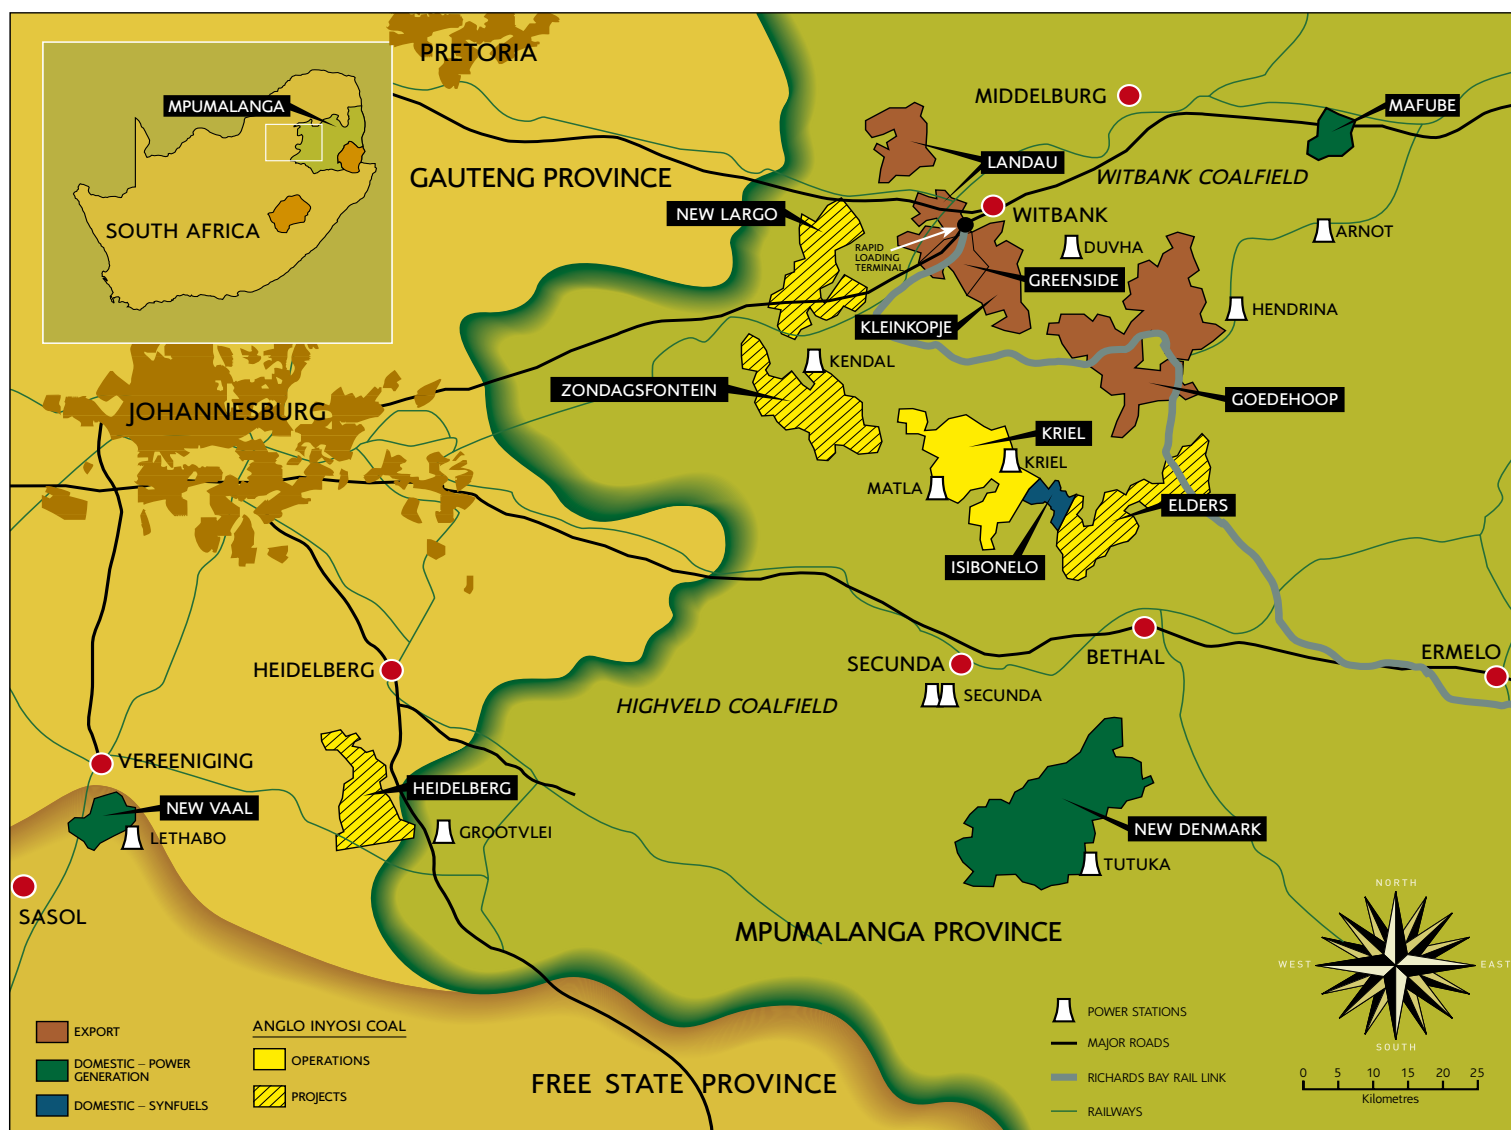 PRETORIA
MPUMALANGA
SOUTH AFRICA
GAUTENG PROVINCE
MIDDELBURG
MAFUBE
LANDAU
WITBANK COALFIELD
NEW LARGO
WITBANK
ARNOT
RAPID
LOADING
TERMINAL
DUVHA
GREENSIDE
HENDRINA
KLEINKOPJE
KENDAL
ZONDAGSFONTEIN
GOEDEHOOP
JOHANNESBURG
KRIEL
KRIEL
MATLA
ELDERS
ISIBONELO
HEIDELBERG
SECUNDA
BETHAL
ERMELO
SECUNDA
HIGHVELD COALFIELD
VEREENIGING
HEIDELBERG
NEW VAAL
LETHABO
GROOTVLEI
NEW DENMARK
TUTUKA
SASOL
MPUMALANGA PROVINCE
NORTH
WEST
EAST
SOUTH
EXPORT
DOMESTIC – POWER
GENERATION
DOMESTIC – SYNFUELS
ANGLO INYOSI COAL
OPERATIONS
PROJECTS
FREE STATE PROVINCE
POWER STATIONS
MAJOR ROADS
RICHARDS BAY RAIL LINK
RAILWAYS
0 5 10 15 20 25
Kilometres